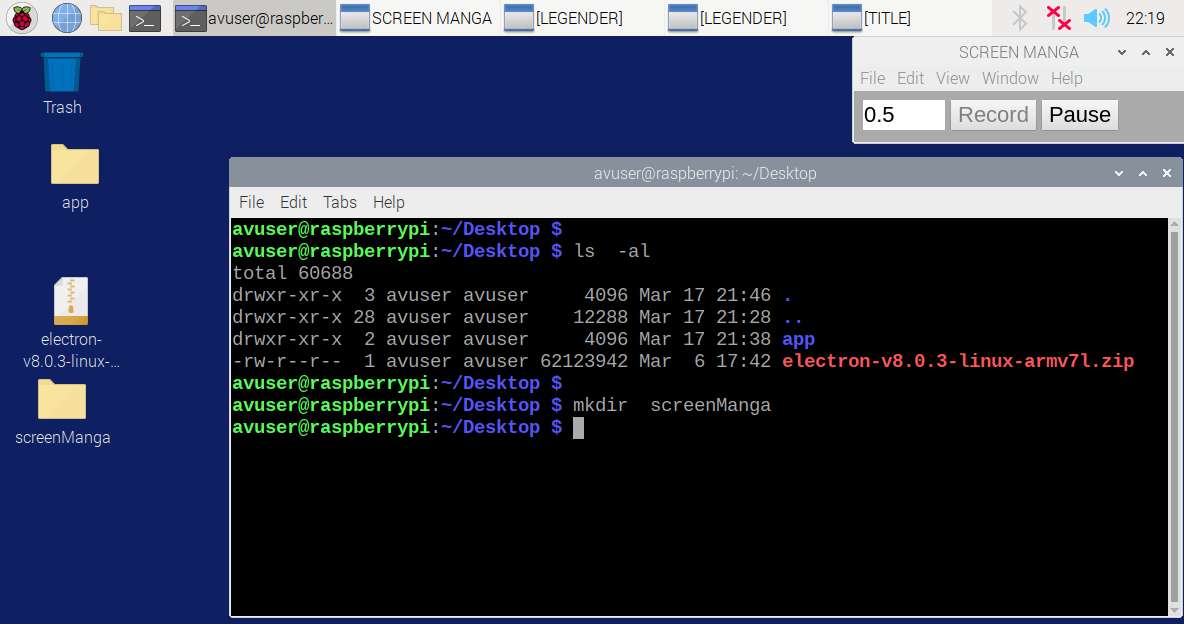 avuser@raspber... SCREEN MANGA [LEGENDER] [LEGENDER] [TITLE] 22:19
Trash
app
electron-
v8.0.3-linux-...
screenManga
SCREEN MANGA
File Edit View Window Help
0.5 Record Pause
avuser@raspberrypi: ~/Desktop
File Edit Tabs Help
avuser@raspberrypi:~/Desktop $
avuser@raspberrypi:~/Desktop $ ls  -al
total 60688
drwxr-xr-x  3 avuser avuser     4096 Mar 17 21:46 .
drwxr-xr-x 28 avuser avuser    12288 Mar 17 21:28 ..
drwxr-xr-x  2 avuser avuser     4096 Mar 17 21:38 app
-rw-r--r--  1 avuser avuser 62123942 Mar  6 17:42 electron-v8.0.3-linux-armv7l.zip
avuser@raspberrypi:~/Desktop $
avuser@raspberrypi:~/Desktop $ mkdir  screenManga
avuser@raspberrypi:~/Desktop $